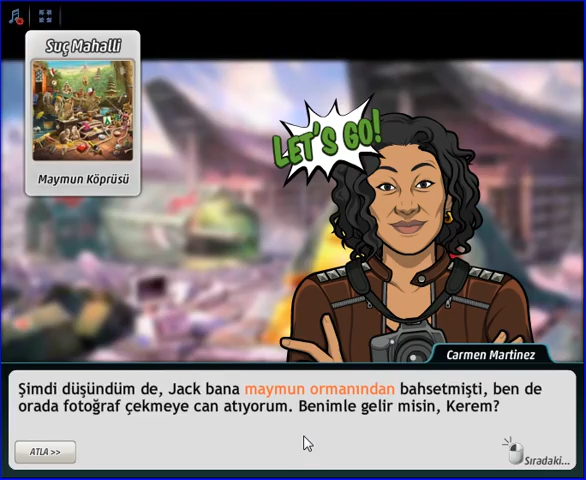 Suç Mahalli
Maymun Köprüsü
LET'S GO!
Carmen Martinez
Şimdi düşündüm de, Jack bana maymun ormanından bahsetmişti, ben de
orada fotoğraf çekmeye can atıyorum. Benimle gelir misin, Kerem?
ATLA >>
Sıradaki...